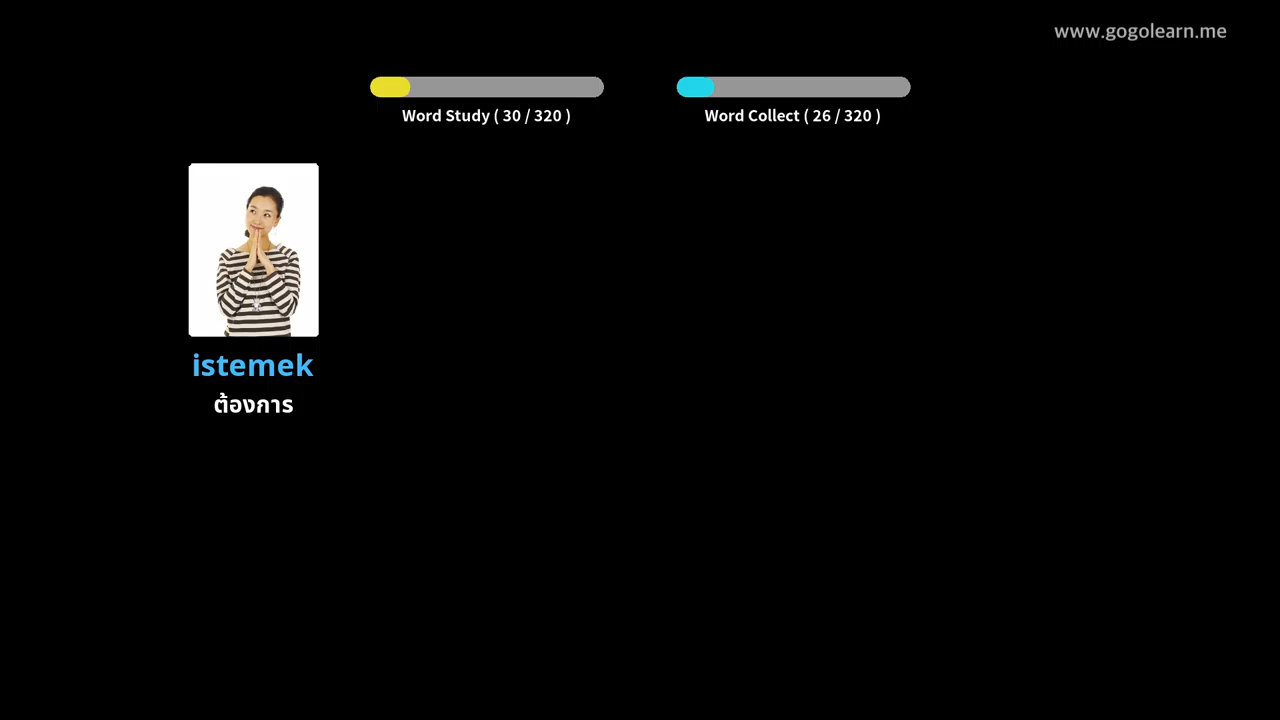 www.gogolearn.me
Word Study ( 30 / 320 )
Word Collect ( 26 / 320 )
istemek
ต้องการ